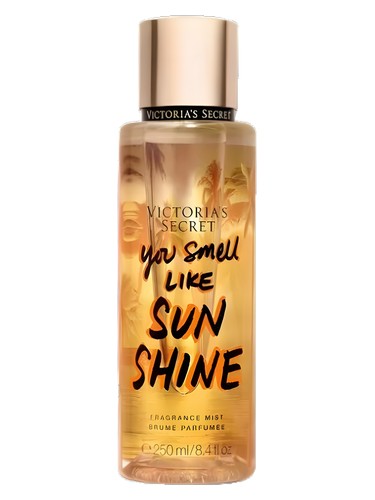 VICTORIA'S SECRET
VICTORIA'S
SECRET
you smell
LIKE
SUN
SHINE
FRAGRANCE MIST
BRUME PARFUMÉE
℮ 250 ml/8.4 fl oz